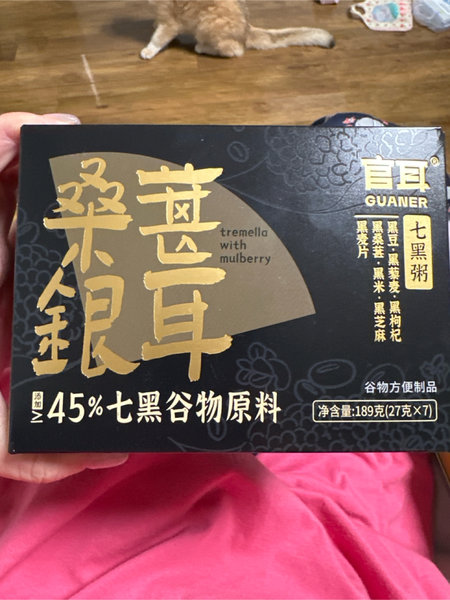 桑葚
銀耳
tremella
with
mulberry
添加
≥45%七黑谷物原料
官耳®
GUANER
七黑粥
黑豆·黑藜麦·黑枸杞
黑桑葚·黑米·黑芝麻
黑麦片
谷物方便制品
净含量:189克(27克×7)